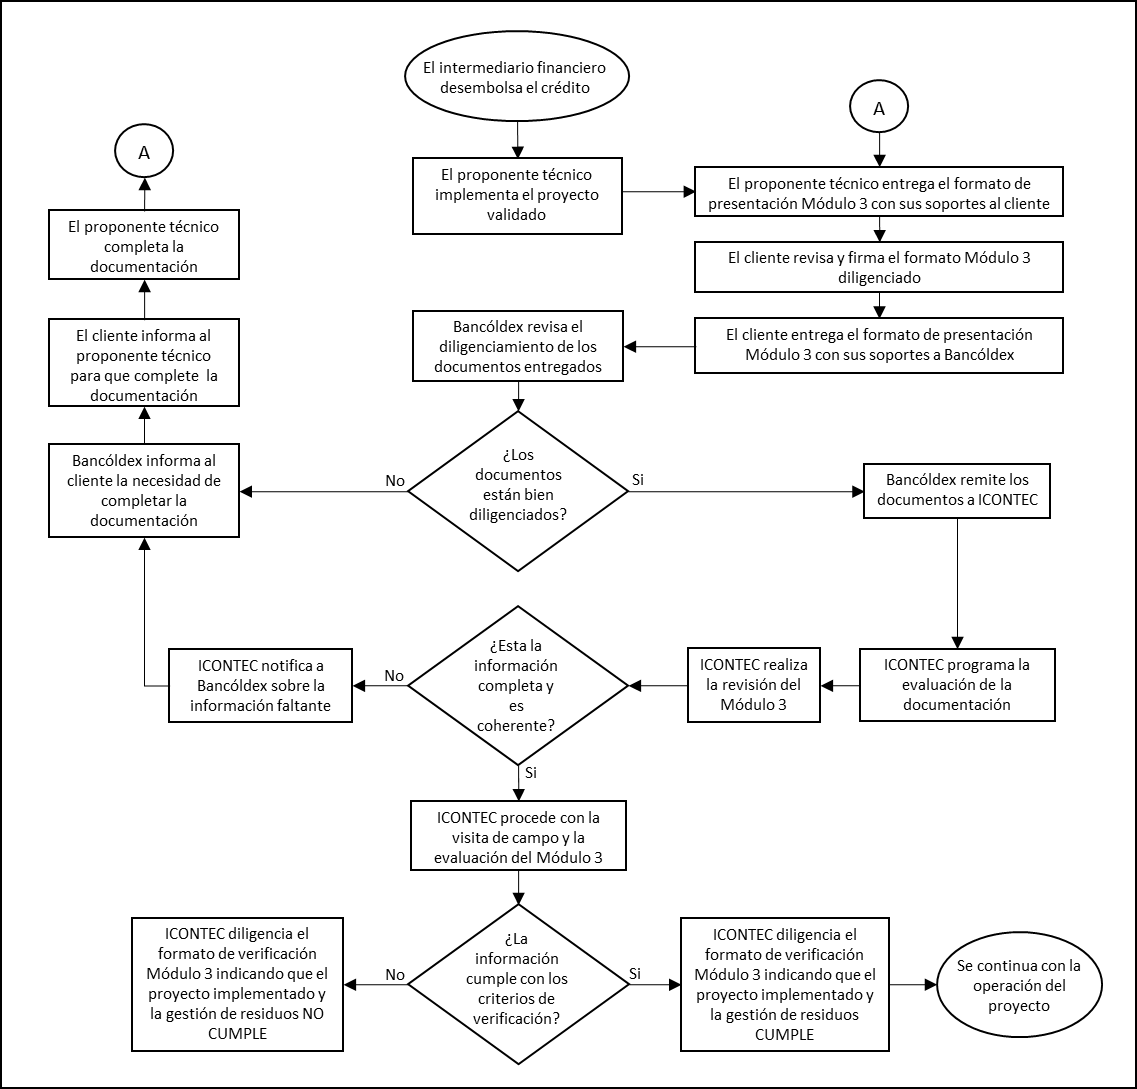 El intermediario financiero
desembolsa el crédito
A
A
El proponente técnico
implementa el proyecto
validado
El proponente técnico entrega el formato de
presentación Módulo 3 con sus soportes al cliente
El proponente técnico
completa la
documentación
El cliente revisa y firma el formato Módulo 3
diligenciado
Bancóldex revisa el
diligenciamiento de los
documentos entregados
El cliente entrega el formato de presentación
Módulo 3 con sus soportes a Bancóldex
El cliente informa al
proponente técnico
para que complete la
documentación
Bancóldex informa al
cliente la necesidad de
completar la
documentación
No
¿Los
documentos
están bien
diligenciados?
Si
Bancóldex remite los
documentos a ICONTEC
ICONTEC notifica a
Bancóldex sobre la
información faltante
No
¿Esta la
información
completa y
es
coherente?
ICONTEC realiza
la revisión del
Módulo 3
ICONTEC programa la
evaluación de la
documentación
Si
ICONTEC procede con la
visita de campo y la
evaluación del Módulo 3
ICONTEC diligencia el
formato de verificación
Módulo 3 indicando que el
proyecto implementado y
la gestión de residuos NO
CUMPLE
No
¿La
información
cumple con los
criterios de
verificación?
Si
ICONTEC diligencia el
formato de verificación
Módulo 3 indicando que el
proyecto implementado y
la gestión de residuos
CUMPLE
Se continua con la
operación del
proyecto